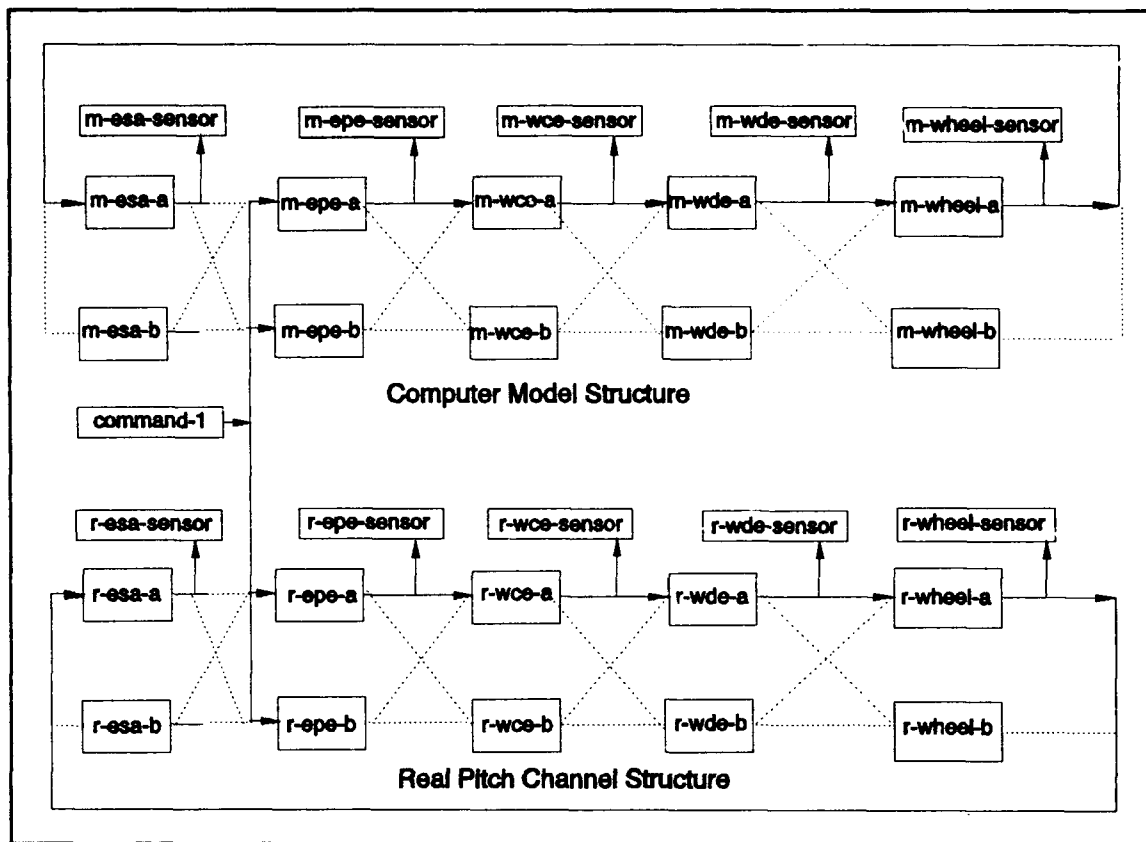 m-esa-sensor
m-epe-sensor
m-wce-sensor
m-wde-sensor
m-wheel-sensor
m-esa-a
m-epe-a
m-wce-a
m-wde-a
m-wheel-a
m-esa-b
m-epe-b
m-wce-b
m-wde-b
m-wheel-b
Computer Model Structure
command-1
r-esa-sensor
r-epe-sensor
r-wce-sensor
r-wde-sensor
r-wheel-sensor
r-esa-a
r-epe-a
r-wce-a
r-wde-a
r-wheel-a
r-esa-b
r-epe-b
r-wce-b
r-wde-b
r-wheel-b
Real Pitch Channel Structure